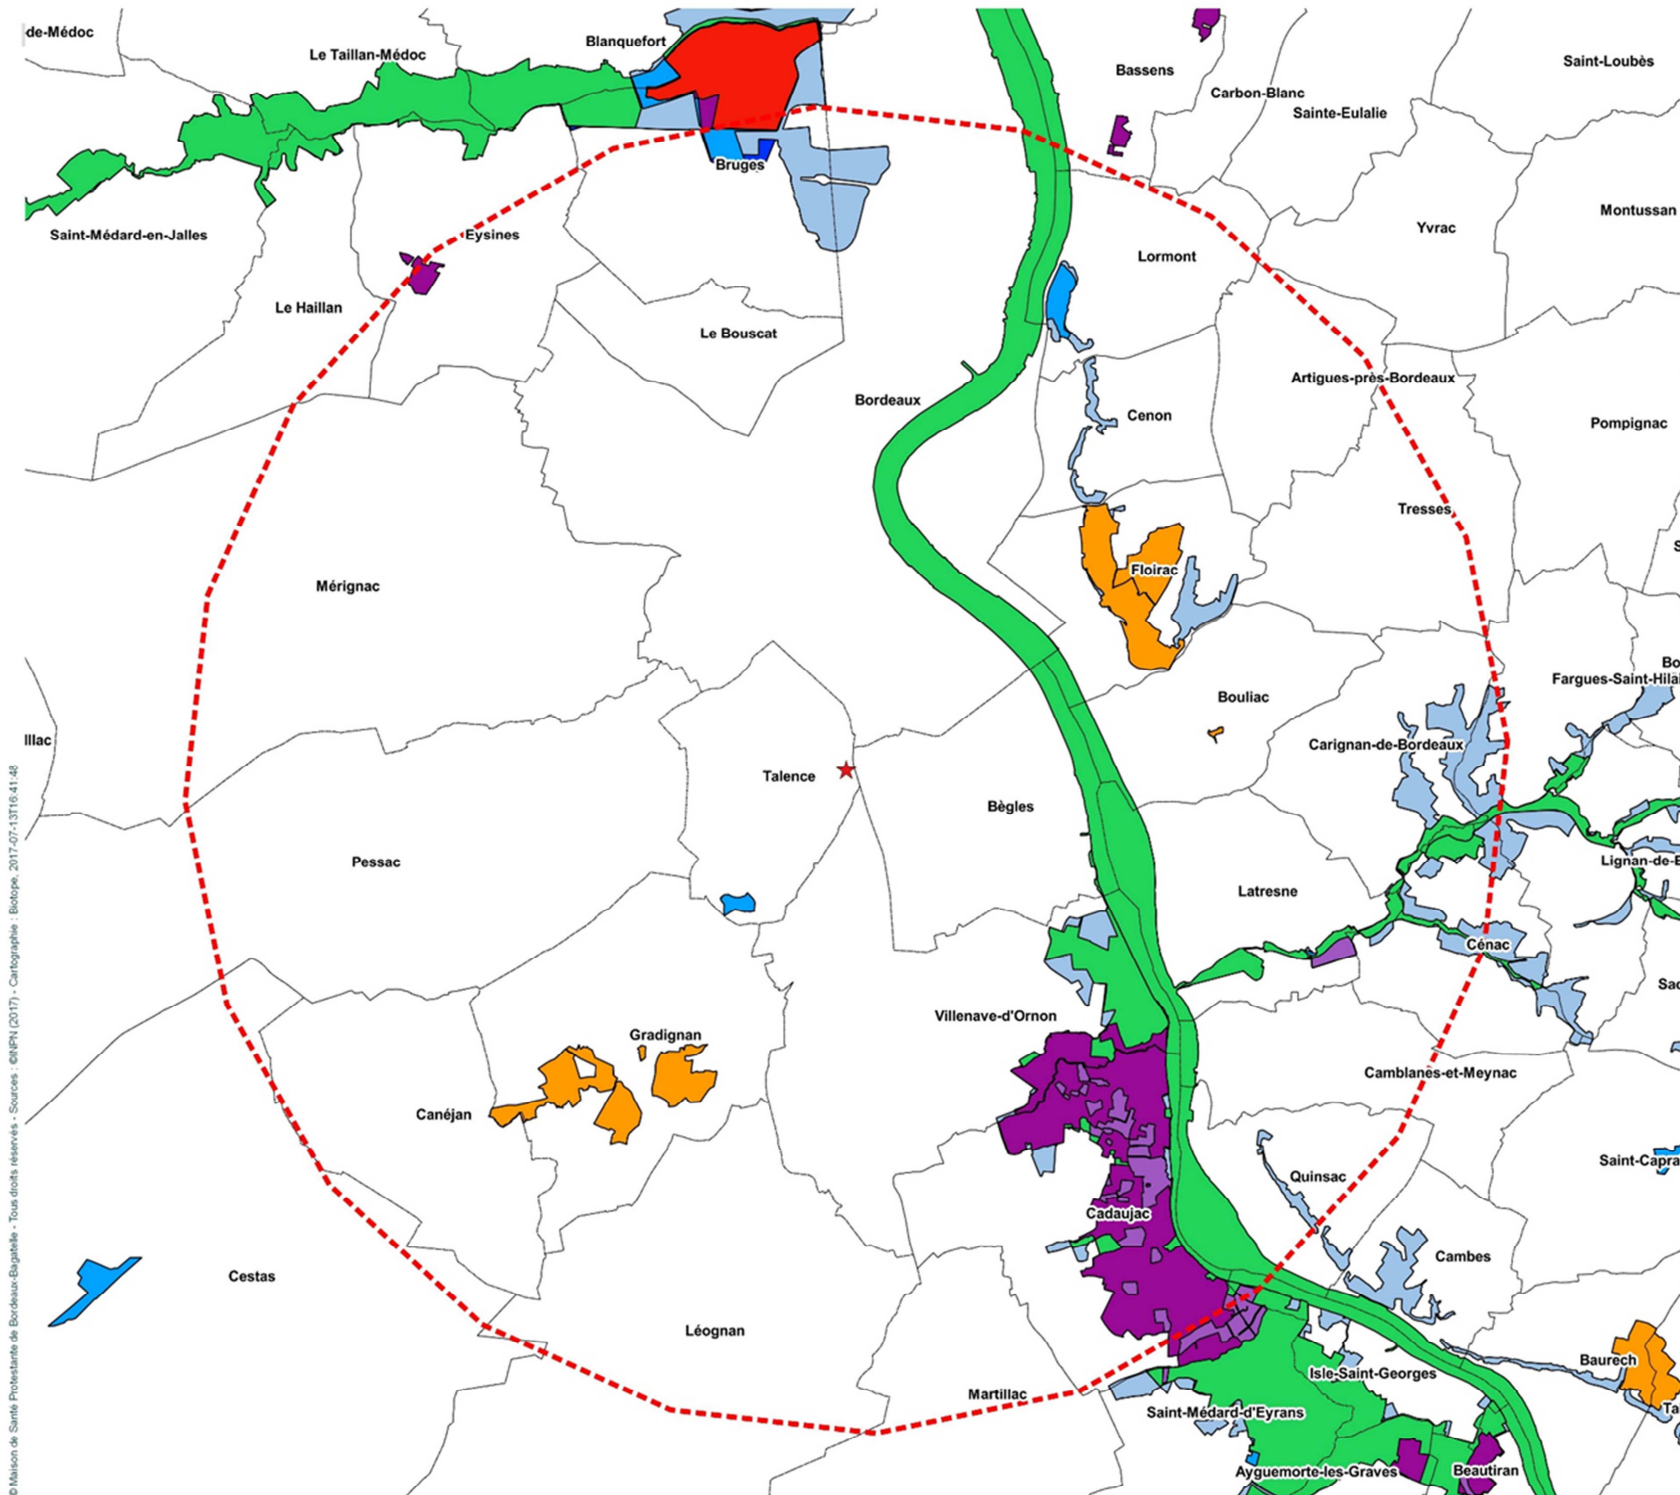 de-Médoc
Le Taillan-Médoc
Blanquefort
Bassens
Saint-Loubès
Carbon-Blanc
Sainte-Eulalie
Bruges
Saint-Médard-en-Jalles
Eysines
Montussan
Yvrac
Lormont
Le Haillan
Le Bouscat
Artigues-près-Bordeaux
Bordeaux
Cenon
Pompignac
Tresses
Floirac
Mérignac
Bo
Fargues-Saint-Hilai
Bouliac
Illac
Carignan-de-Bordeaux
Talence
Bègles
Pessac
Lignan-de-B
Latresne
Cénac
Sad
Villenave-d'Ornon
Gradignan
Camblanes-et-Meynac
Canéjan
Saint-Capra
Quinsac
Cadaujac
Cambes
Cestas
Léognan
Baurech
Isle-Saint-Georges
Martillac
Ta
Saint-Médard-d'Eyrans
Ayguemorte-les-Graves
Beautiran
© Maison de Santé Protestante de Bordeaux-Bagatelle - Tous droits réservés - Sources : ©INPN (2017) - Cartographie : Biotope, 2017-07-13T16:41:48